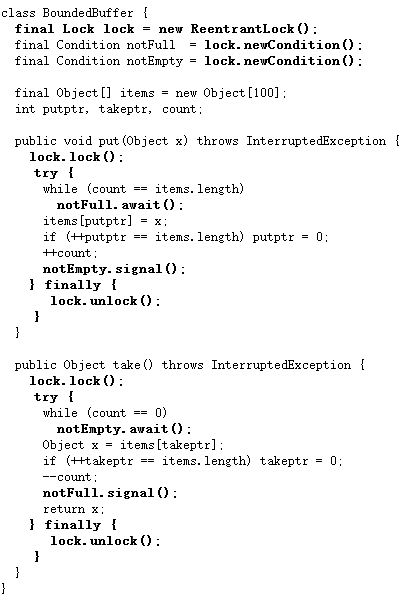 class BoundedBuffer {
  final Lock lock = new ReentrantLock();
  final Condition notFull  = lock.newCondition();
  final Condition notEmpty = lock.newCondition();

  final Object[] items = new Object[100];
  int putptr, takeptr, count;

  public void put(Object x) throws InterruptedException {
    lock.lock();
    try {
      while (count == items.length)
        notFull.await();
      items[putptr] = x;
      if (++putptr == items.length) putptr = 0;
      ++count;
      notEmpty.signal();
    } finally {
      lock.unlock();
    }
  }

  public Object take() throws InterruptedException {
    lock.lock();
    try {
      while (count == 0)
        notEmpty.await();
      Object x = items[takeptr];
      if (++takeptr == items.length) takeptr = 0;
      --count;
      notFull.signal();
      return x;
    } finally {
      lock.unlock();
    }
  }
}